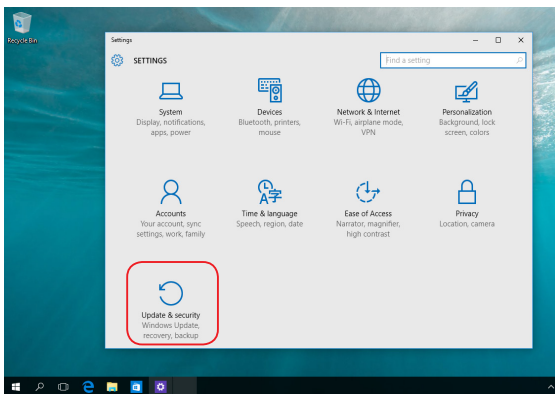 Recycle Bin
Settings
SETTINGS
Find a setting
System
Display, notifications,
apps, power
Devices
Bluetooth, printers,
mouse
Network & Internet
Wi-Fi, airplane mode,
VPN
Personalization
Background, lock
screen, colors
Accounts
Your account, sync
settings, work, family
Time & language
Speech, region, date
Ease of Access
Narrator, magnifier,
high contrast
Privacy
Location, camera
Update & security
Windows Update,
recovery, backup